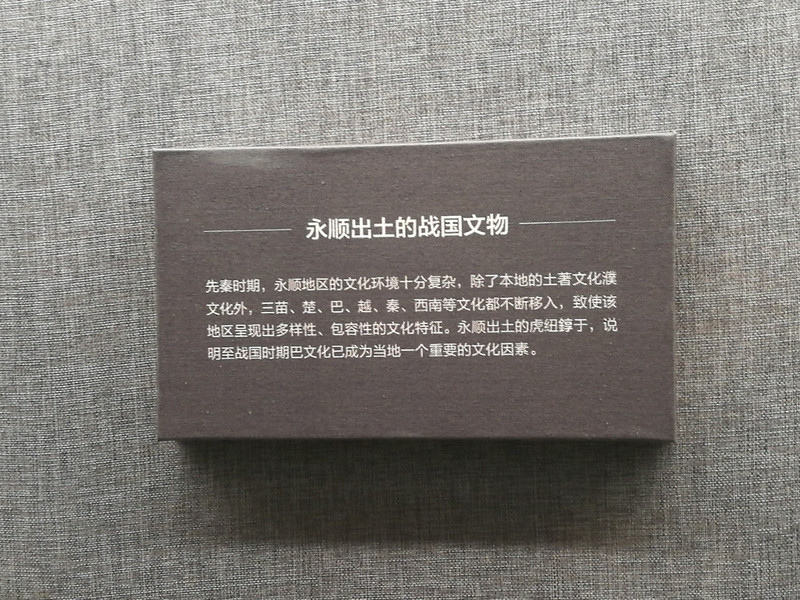 永顺出土的战国文物
先秦时期，永顺地区的文化环境十分复杂，除了本地的土著文化濮
文化外，三苗、楚、巴、越、秦、西南等文化都不断移入，致使该
地区呈现出多样性、包容性的文化特征。永顺出土的虎纽錞于，说
明至战国时期巴文化已成为当地一个重要的文化因素。